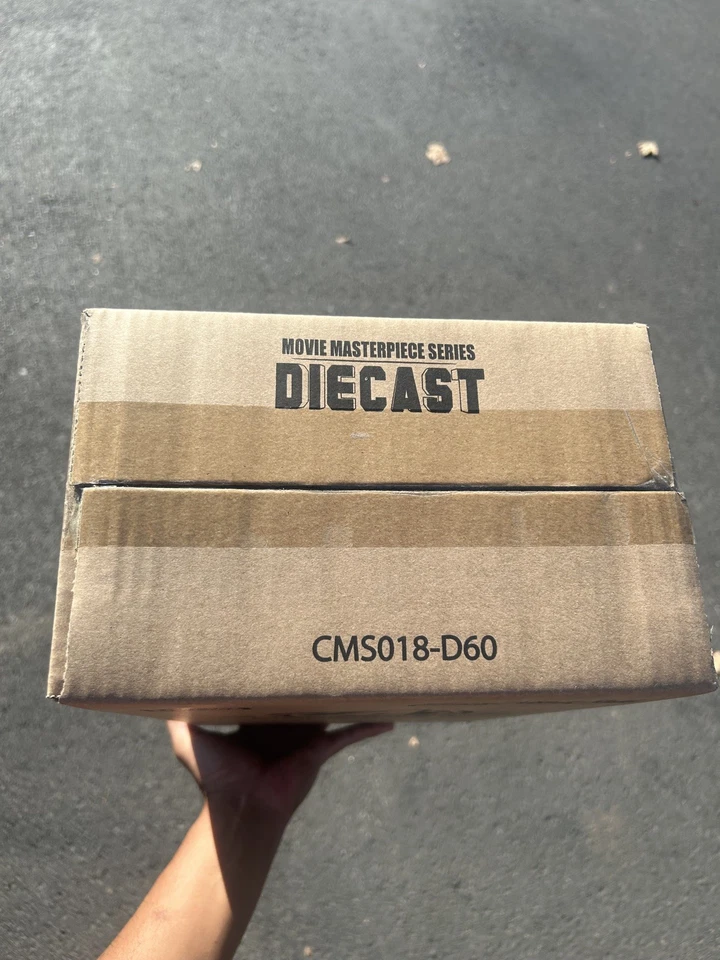 MOVIE MASTERPIECE SERIES
DIECAST
CMS018-D60